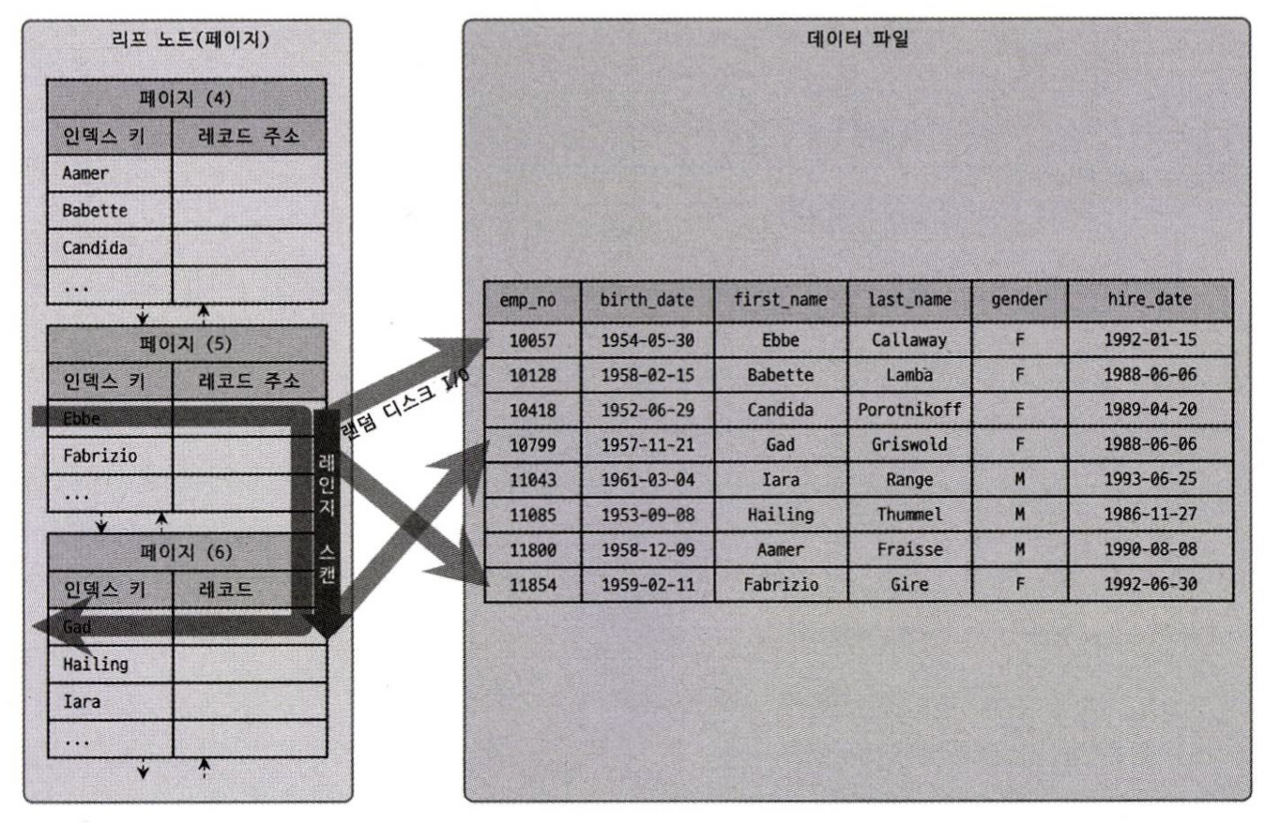 리프 노드(페이지)
페이지 (4)
인덱스 키 레코드 주소
Aamer
Babette
Candida
...
페이지 (5)
인덱스 키 레코드 주소
Ebbe
Fabrizio
...
페이지 (6)
인덱스 키 레코드
Gad
Hailing
Iara
...
레인지 스캔
랜덤 디스크 I/O
데이터 파일
emp_no birth_date first_name last_name gender hire_date
10057 1954-05-30 Ebbe Callaway F 1992-01-15
10128 1958-02-15 Babette Lamba F 1988-06-06
10418 1952-06-29 Candida Porotnikoff F 1989-04-20
10799 1957-11-21 Gad Griswold F 1988-06-06
11043 1961-03-04 Iara Range M 1993-06-25
11085 1953-09-08 Hailing Thummel M 1986-11-27
11800 1958-12-09 Aamer Fraisse M 1990-08-08
11854 1959-02-11 Fabrizio Gire F 1992-06-30